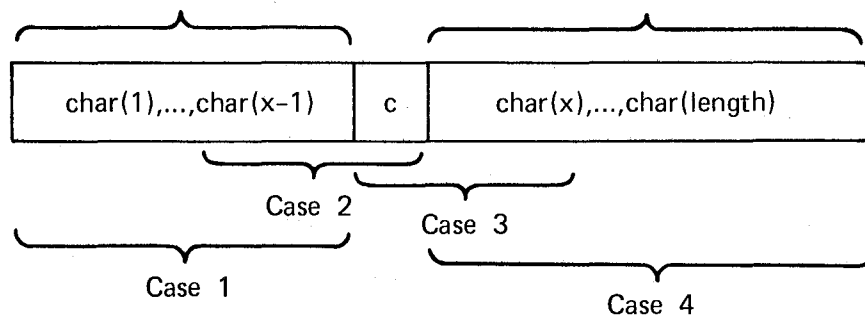 char(1),...,char(x-1) c char(x),...,char(length)
Case 2
Case 3
Case 1
Case 4